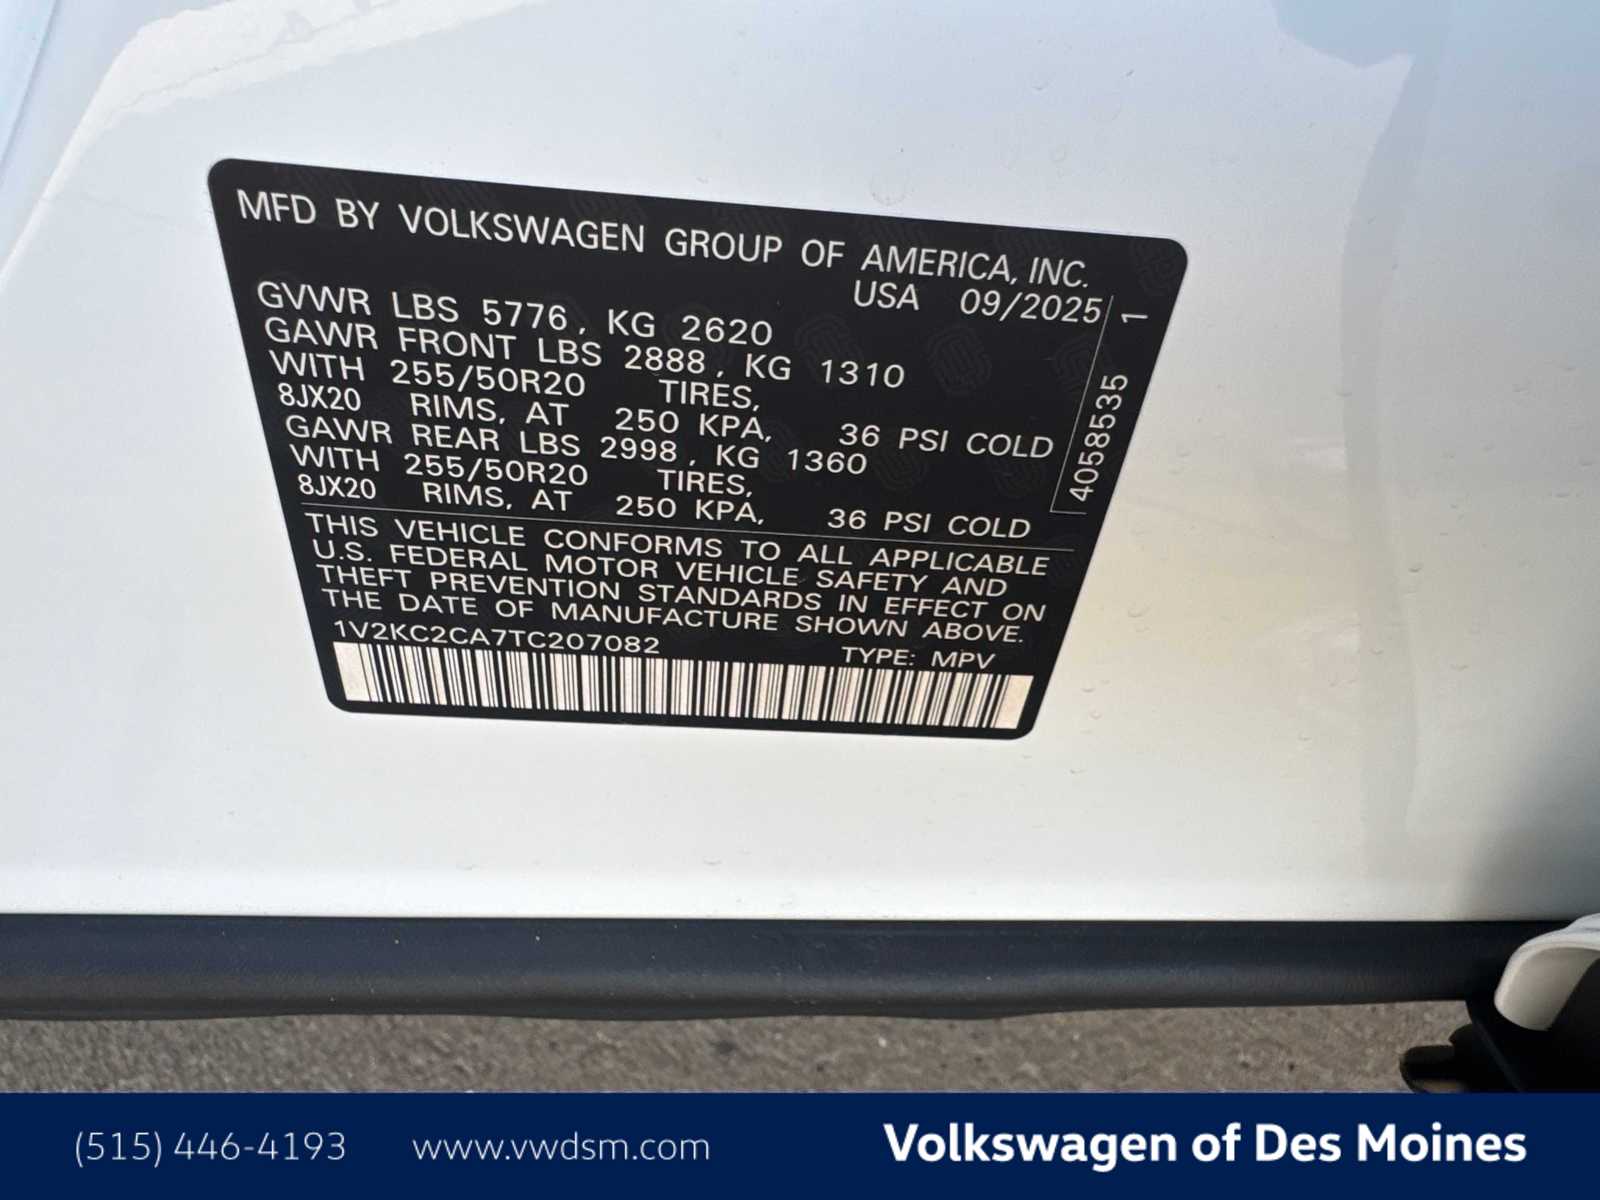 MFD BY VOLKSWAGEN GROUP OF AMERICA, INC.
USA 09/2025
GVWR LBS 5776, KG 2620
GAWR FRONT LBS 2888, KG 1310
WITH 255/50R20 TIRES,
8JX20 RIMS, AT 250 KPA, 36 PSI COLD
GAWR REAR LBS 2998, KG 1360
WITH 255/50R20 TIRES,
8JX20 RIMS, AT 250 KPA, 36 PSI COLD
4058535 1
THIS VEHICLE CONFORMS TO ALL APPLICABLE
U.S. FEDERAL MOTOR VEHICLE SAFETY AND
THEFT PREVENTION STANDARDS IN EFFECT ON
THE DATE OF MANUFACTURE SHOWN ABOVE.
1V2KC2CA7TC207082 TYPE: MPV
(515) 446-4193 www.vwdsm.com Volkswagen of Des Moines